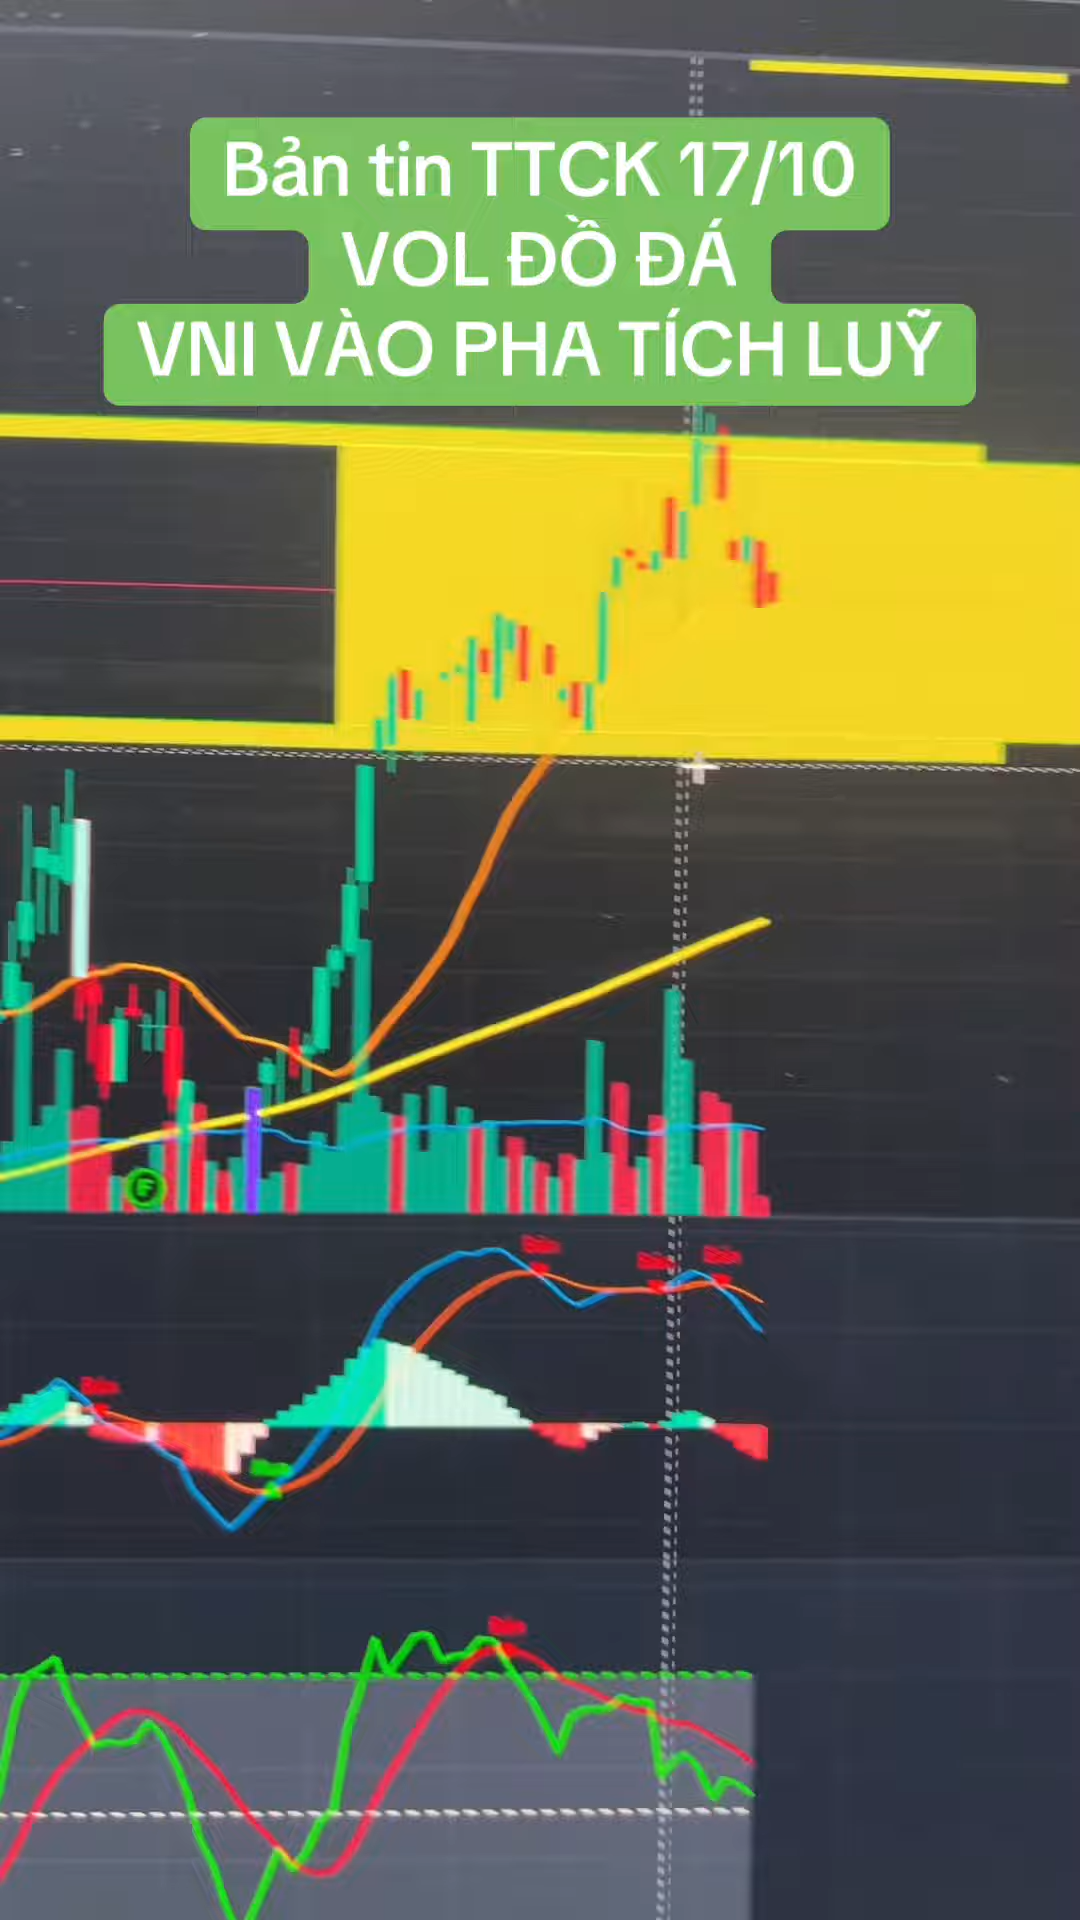 Bản tin TTCK 17/10
VOL ĐỒ ĐÁ
VNI VÀO PHA TÍCH LUỸ
F